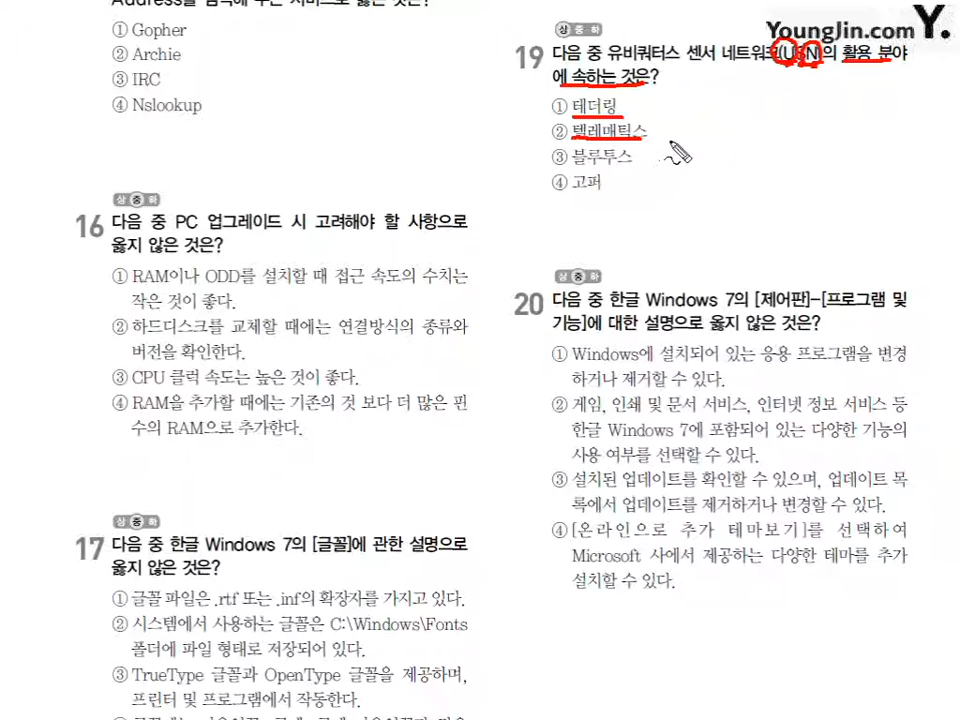 ① Gopher
② Archie
③ IRC
④ Nslookup
상 중 하
16 다음 중 PC 업그레이드 시 고려해야 할 사항으로
옳지 않은 것은?
① RAM이나 ODD를 설치할 때 접근 속도의 수치는
작은 것이 좋다.
② 하드디스크를 교체할 때에는 연결방식의 종류와
버전을 확인한다.
③ CPU 클럭 속도는 높은 것이 좋다.
④ RAM을 추가할 때에는 기존의 것 보다 더 많은 핀
수의 RAM으로 추가한다.
상 중 하
17 다음 중 한글 Windows 7의 [글꼴]에 관한 설명으로
옳지 않은 것은?
① 글꼴 파일은 .rtf 또는 .inf의 확장자를 가지고 있다.
② 시스템에서 사용하는 글꼴은 C:\Windows\Fonts
폴더에 파일 형태로 저장되어 있다.
③ TrueType 글꼴과 OpenType 글꼴을 제공하며,
프린터 및 프로그램에서 작동한다.
YoungJin.com Y.
상 중 하
19 다음 중 유비쿼터스 센서 네트워크(USN)의 활용 분야
에 속하는 것은?
① 테더링
② 텔레매틱스
③ 블루투스
④ 고퍼
상 중 하
20 다음 중 한글 Windows 7의 [제어판]-[프로그램 및
기능]에 대한 설명으로 옳지 않은 것은?
① Windows에 설치되어 있는 응용 프로그램을 변경
하거나 제거할 수 있다.
② 게임, 인쇄 및 문서 서비스, 인터넷 정보 서비스 등
한글 Windows 7에 포함되어 있는 다양한 기능의
사용 여부를 선택할 수 있다.
③ 설치된 업데이트를 확인할 수 있으며, 업데이트 목
록에서 업데이트를 제거하거나 변경할 수 있다.
④ [온라인으로 추가 테마보기]를 선택하여
Microsoft 사에서 제공하는 다양한 테마를 추가
설치할 수 있다.